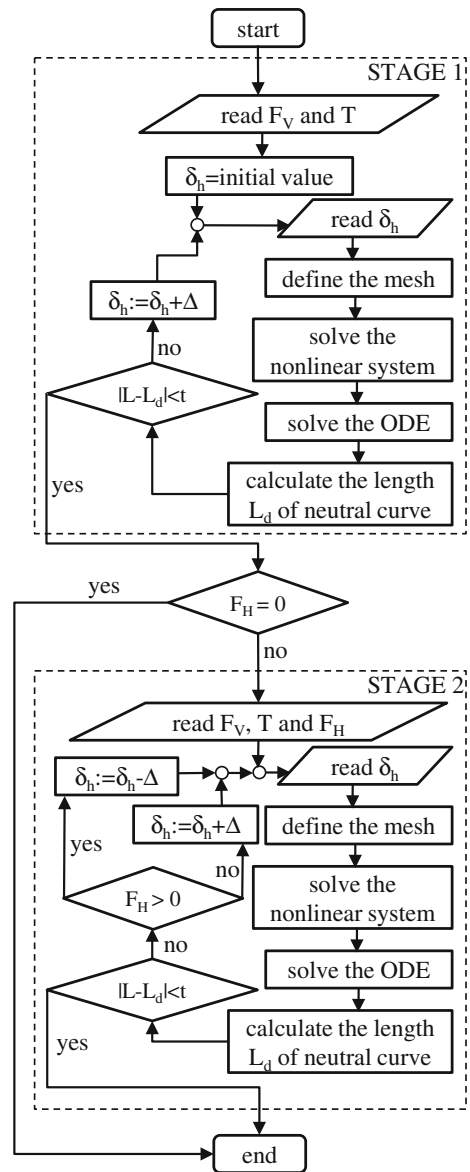 start
STAGE 1
read F_V and T
δ_h=initial value
read δ_h
define the mesh
δ_h:=δ_h+Δ
solve the
nonlinear system
no
|L-L_d|<t
solve the ODE
yes
calculate the length
L_d of neutral curve
yes
F_H = 0
no
STAGE 2
read F_V, T and F_H
δ_h:=δ_h-Δ
read δ_h
δ_h:=δ_h+Δ
define the mesh
yes
no
F_H > 0
solve the
nonlinear system
no
|L-L_d|<t
solve the ODE
yes
calculate the length
L_d of neutral curve
end